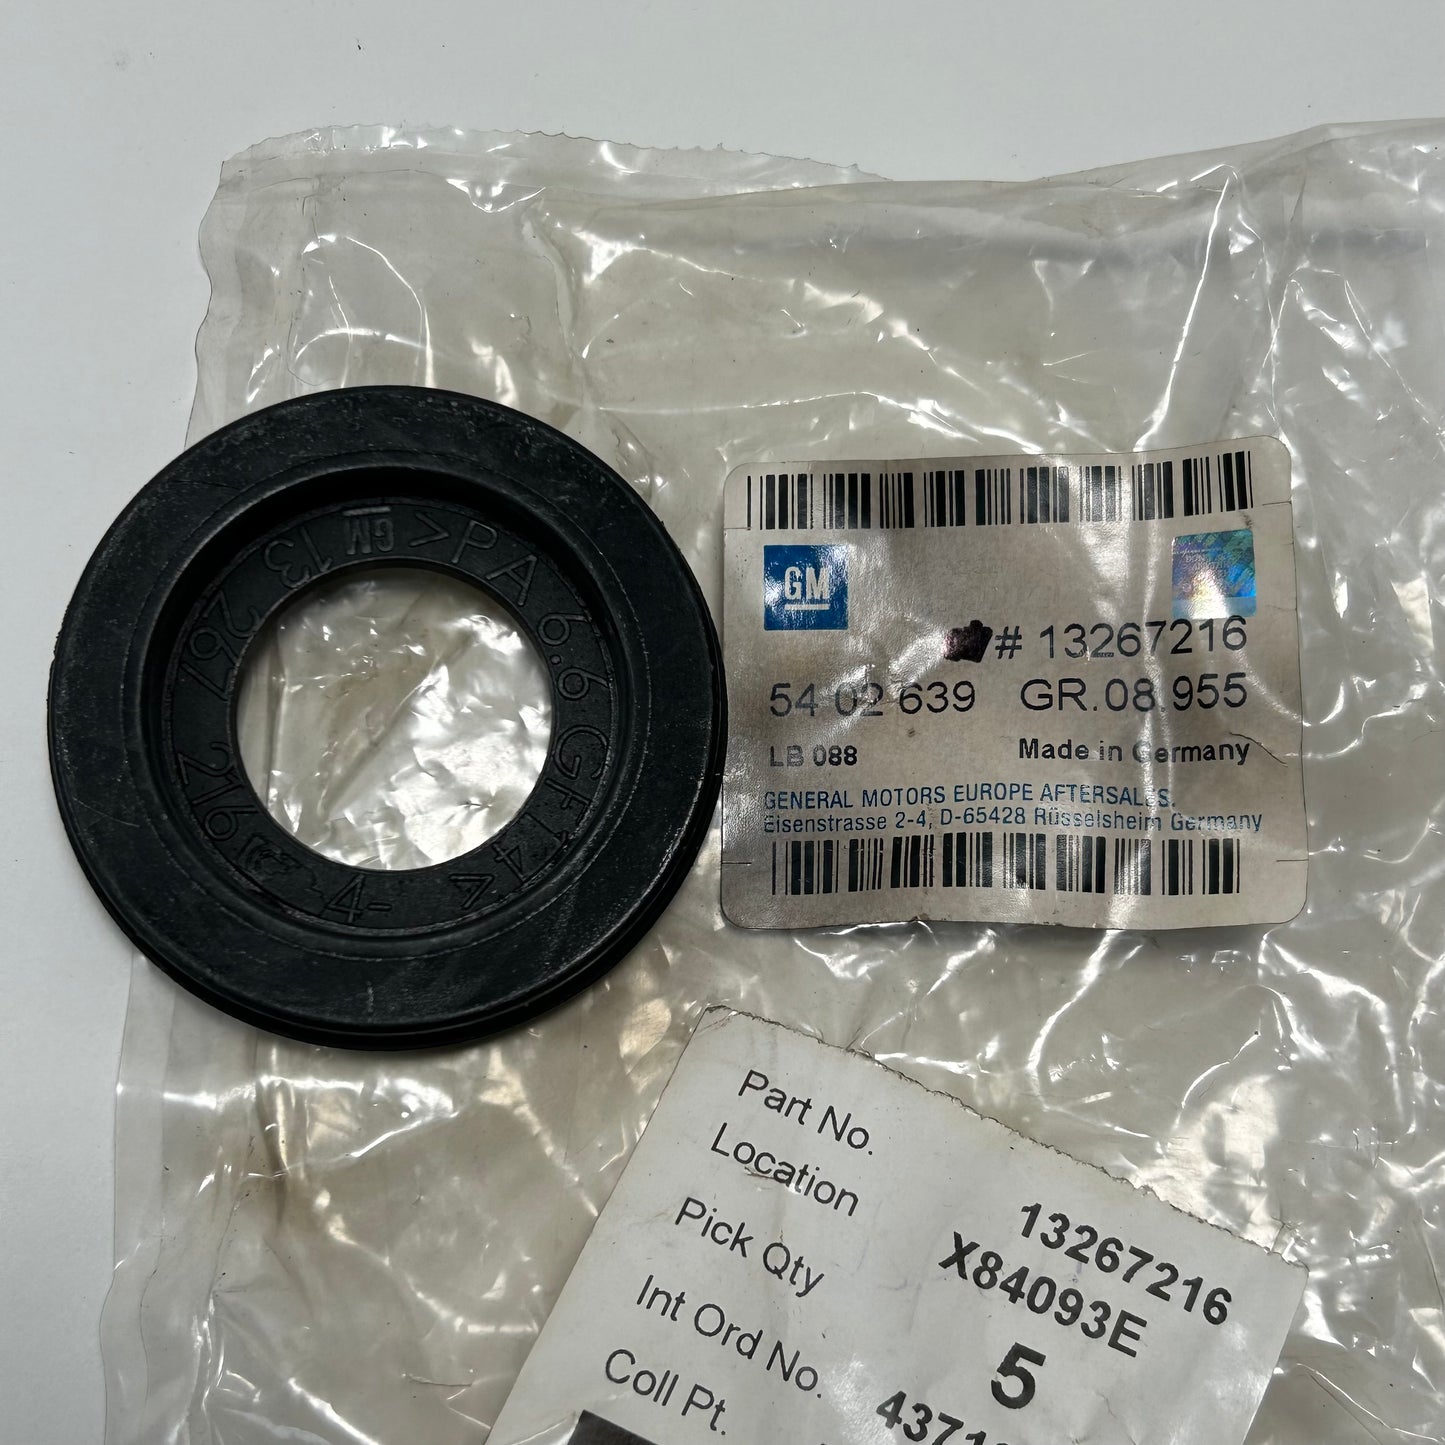 GM
# 13267216
54 02 639 GR.08.955
LB 088 Made in Germany
GENERAL MOTORS EUROPE AFTERSALES.
Eisenstrasse 2-4, D-65428 Rüsselsheim Germany
13 267 219
GM
>PA 6.6 GF14<
-4-
Part No. 13267216
Location X84093E
Pick Qty 5
Int Ord No.
Coll Pt.